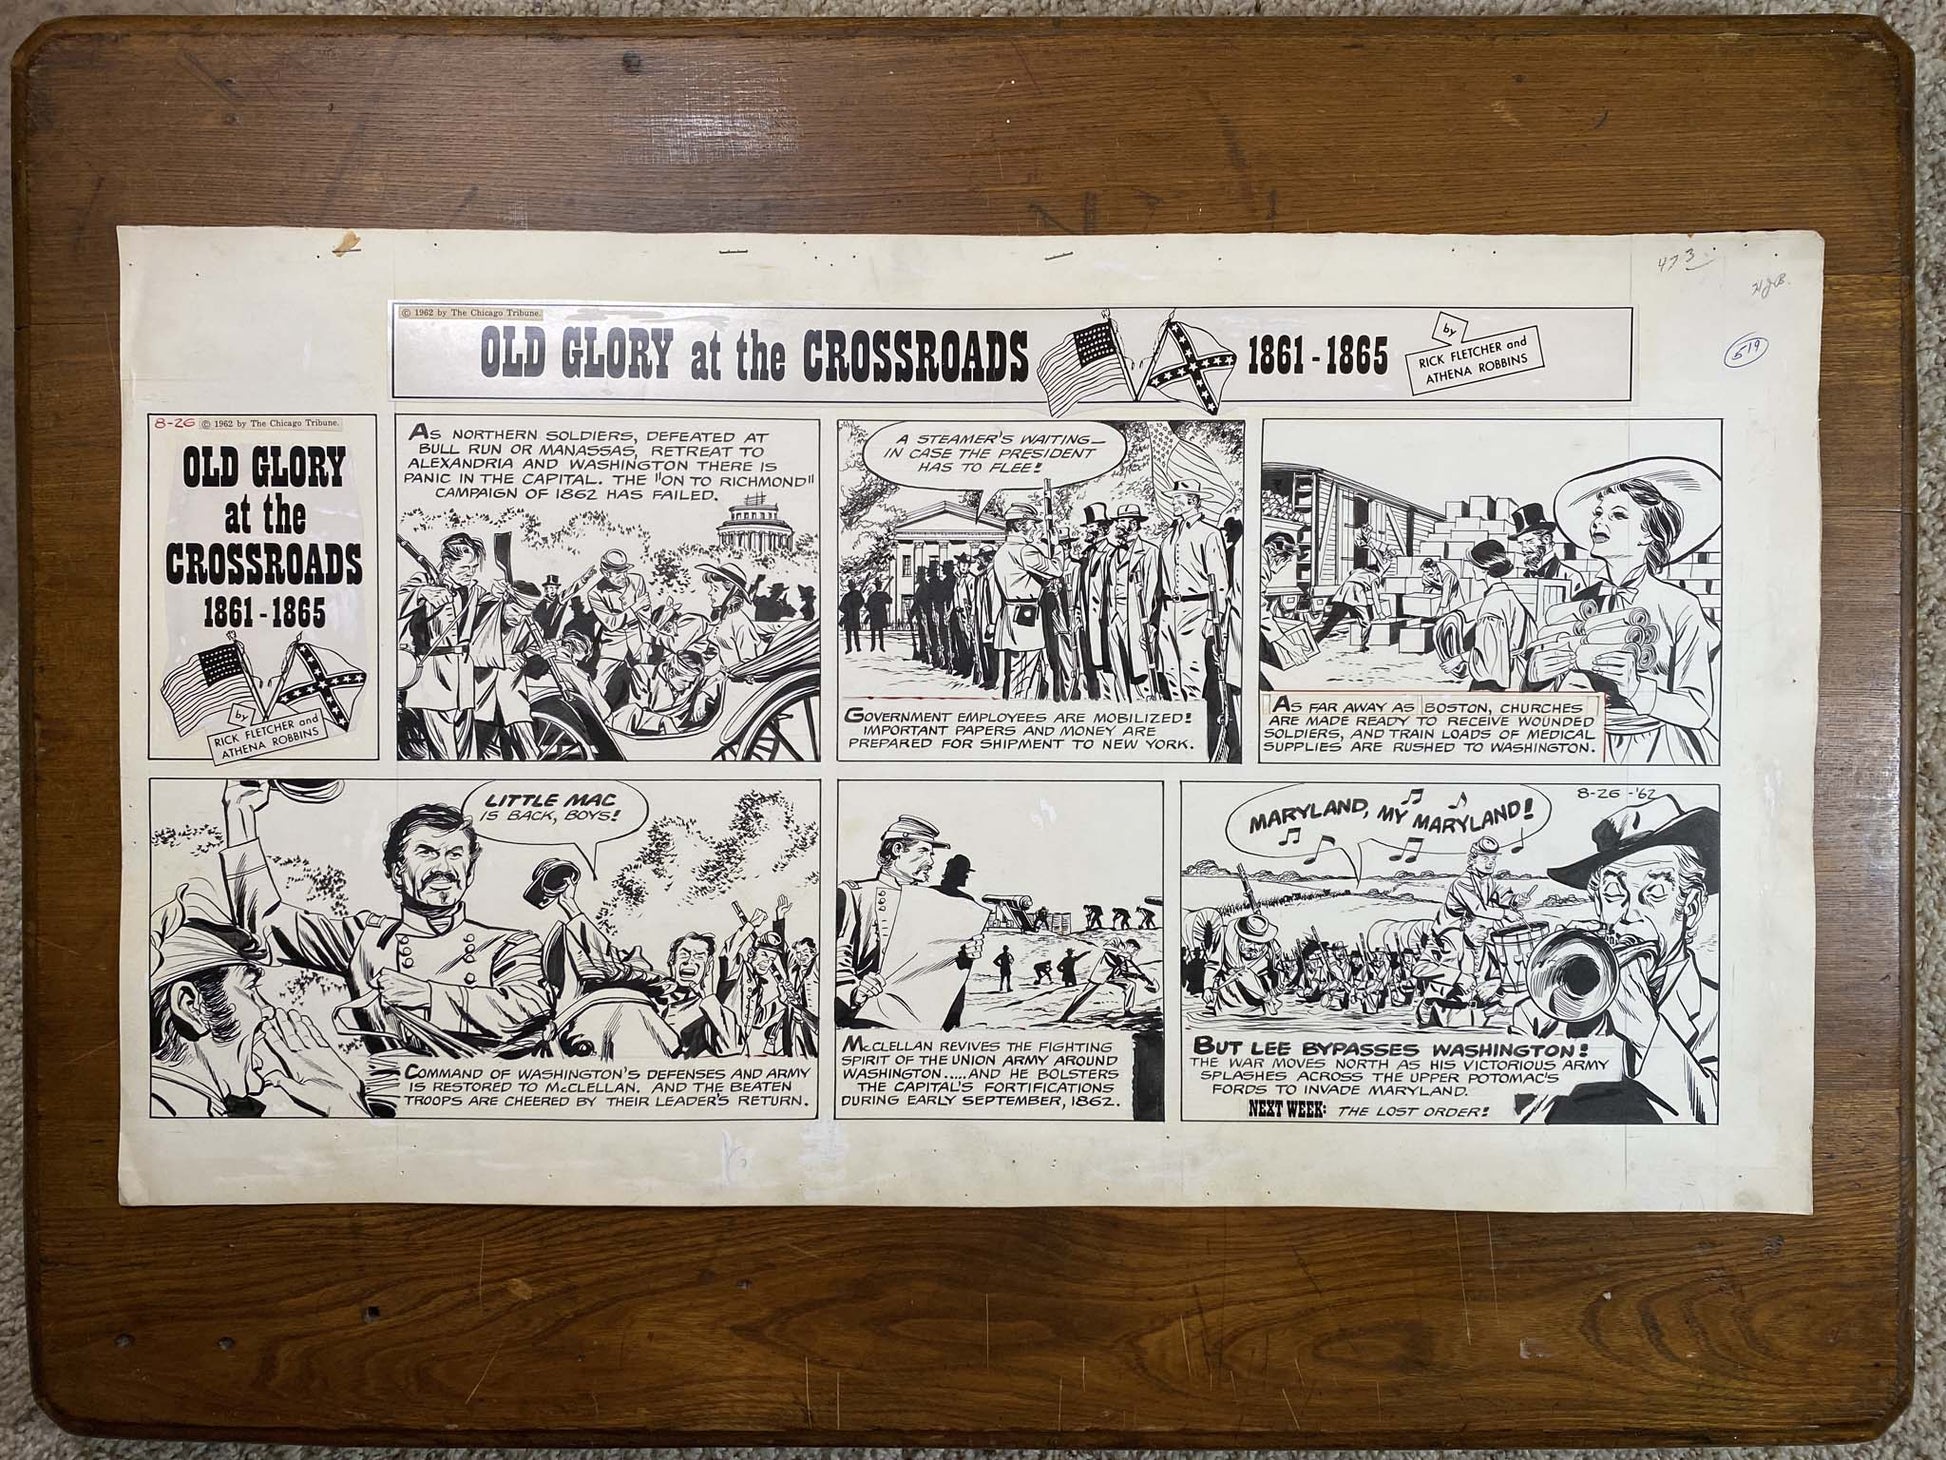 473
HJB.
519
© 1962 by The Chicago Tribune.
OLD GLORY at the CROSSROADS 1861-1865
by
RICK FLETCHER and
ATHENA ROBBINS
8-26 © 1962 by The Chicago Tribune.
OLD GLORY
at the
CROSSROADS
1861-1865
by
RICK FLETCHER and
ATHENA ROBBINS
AS NORTHERN SOLDIERS, DEFEATED AT
BULL RUN OR MANASSAS, RETREAT TO
ALEXANDRIA AND WASHINGTON THERE IS
PANIC IN THE CAPITAL. THE "ON TO RICHMOND"
CAMPAIGN OF 1862 HAS FAILED.
A STEAMER'S WAITING—
IN CASE THE PRESIDENT
HAS TO FLEE!
GOVERNMENT EMPLOYEES ARE MOBILIZED!
IMPORTANT PAPERS AND MONEY ARE
PREPARED FOR SHIPMENT TO NEW YORK.
AS FAR AWAY AS BOSTON, CHURCHES
ARE MADE READY TO RECEIVE WOUNDED
SOLDIERS, AND TRAIN LOADS OF MEDICAL
SUPPLIES ARE RUSHED TO WASHINGTON.
LITTLE MAC
IS BACK, BOYS!
COMMAND OF WASHINGTON'S DEFENSES AND ARMY
IS RESTORED TO McCLELLAN. AND THE BEATEN
TROOPS ARE CHEERED BY THEIR LEADER'S RETURN.
McCLELLAN REVIVES THE FIGHTING
SPIRIT OF THE UNION ARMY AROUND
WASHINGTON.....AND HE BOLSTERS
THE CAPITAL'S FORTIFICATIONS
DURING EARLY SEPTEMBER, 1862.
MARYLAND, MY MARYLAND!
8-26-'62
BUT LEE BYPASSES WASHINGTON!
THE WAR MOVES NORTH AS HIS VICTORIOUS ARMY
SPLASHES ACROSS THE UPPER POTOMAC'S
FORDS TO INVADE MARYLAND.
NEXT WEEK: THE LOST ORDER!